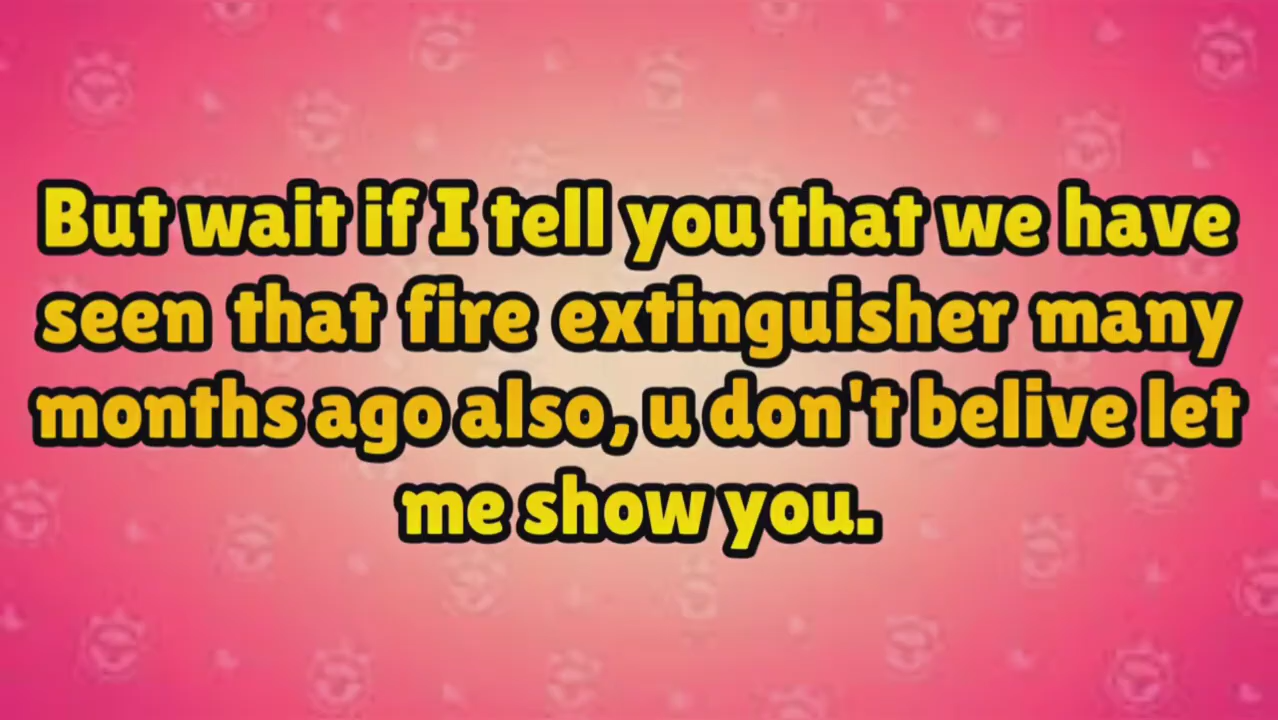 But wait if I tell you that we have
seen that fire extinguisher many
months ago also, u don't belive let
me show you.